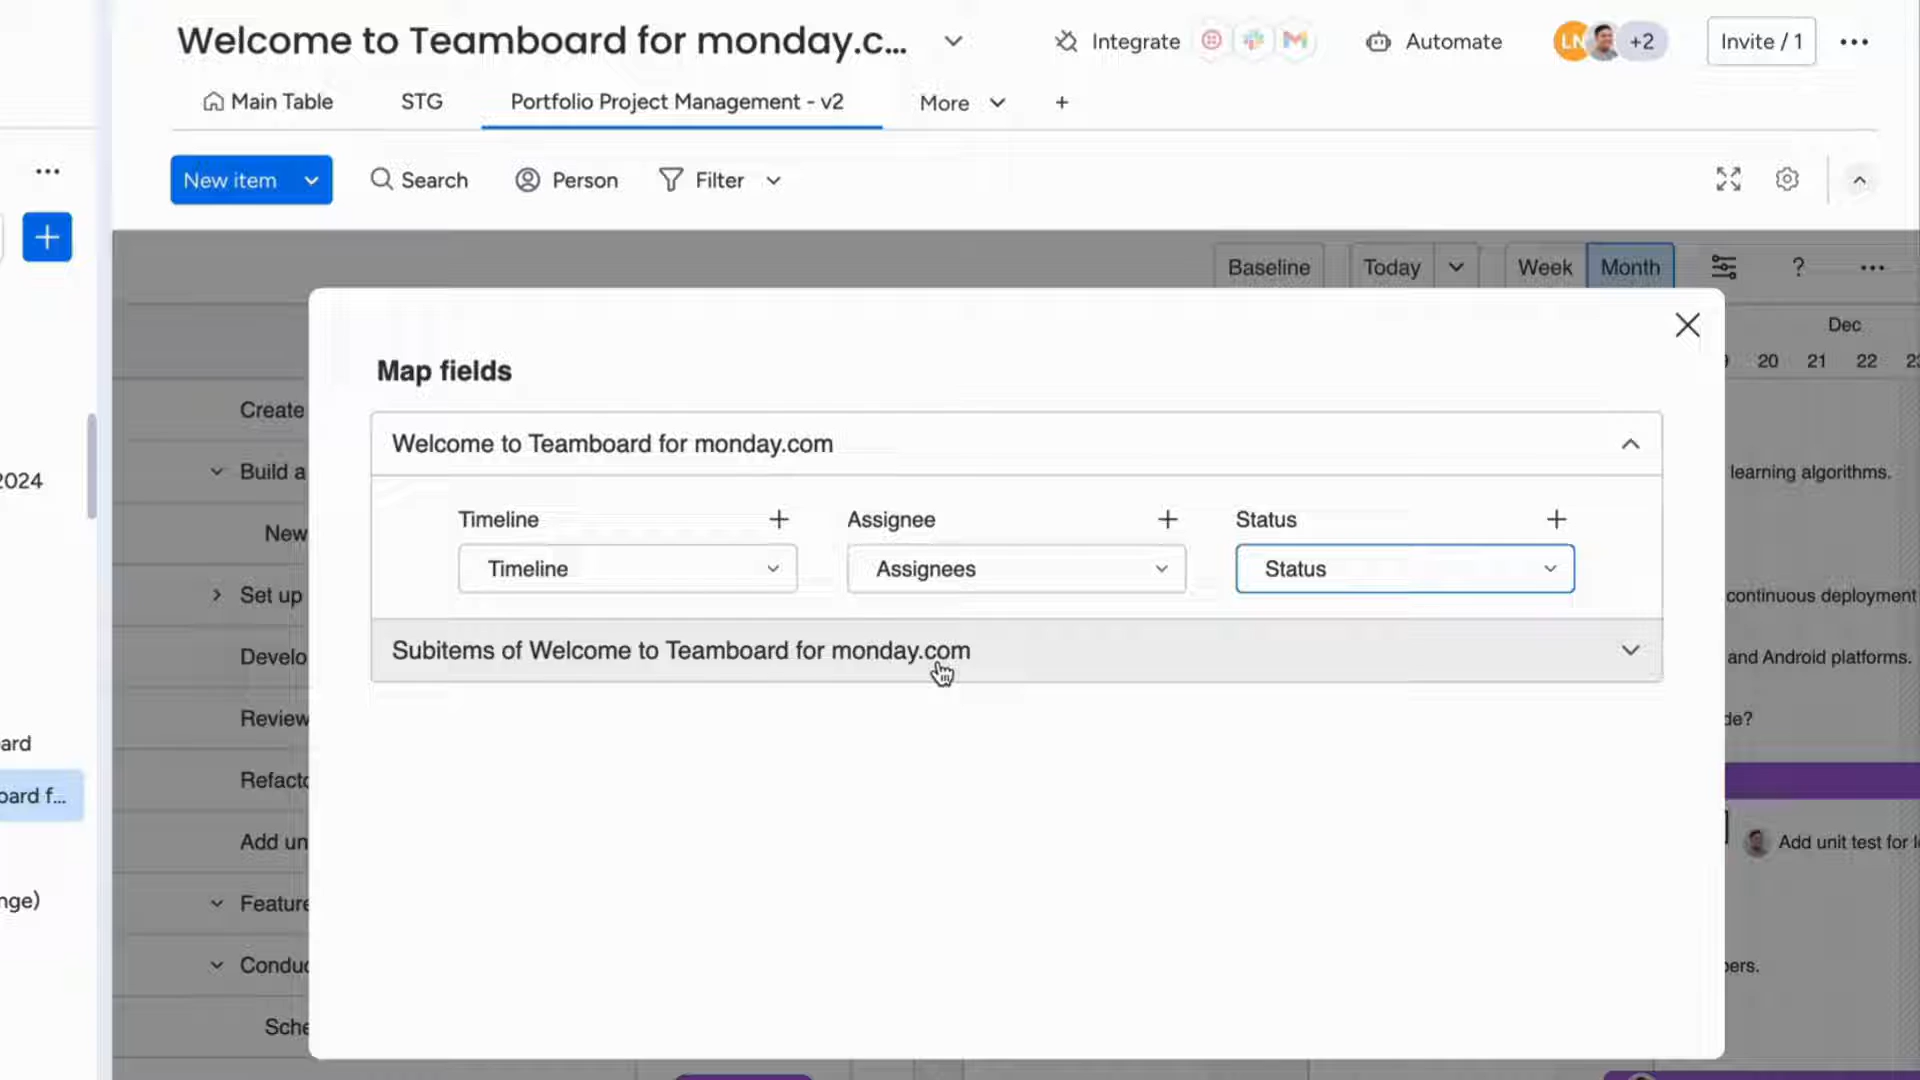 Welcome to Teamboard for monday.c...
Integrate
Automate
LN
+2
Invite / 1
Main Table
STG
Portfolio Project Management - v2
More
New item
Search
Person
Filter
Baseline
Today
Week
Month
?
Dec
20 21 22
Map fields
Create
Welcome to Teamboard for monday.com
Build a
learning algorithms.
2024
Timeline
Assignee
Status
New
Timeline
Assignees
Status
Set up
continuous deployment
Subitems of Welcome to Teamboard for monday.com
Develo
and Android platforms.
Review
de?
ard
Refacto
oard f...
Add un
Add unit test for l
nge)
Feature
Conduc
bers.
Sche